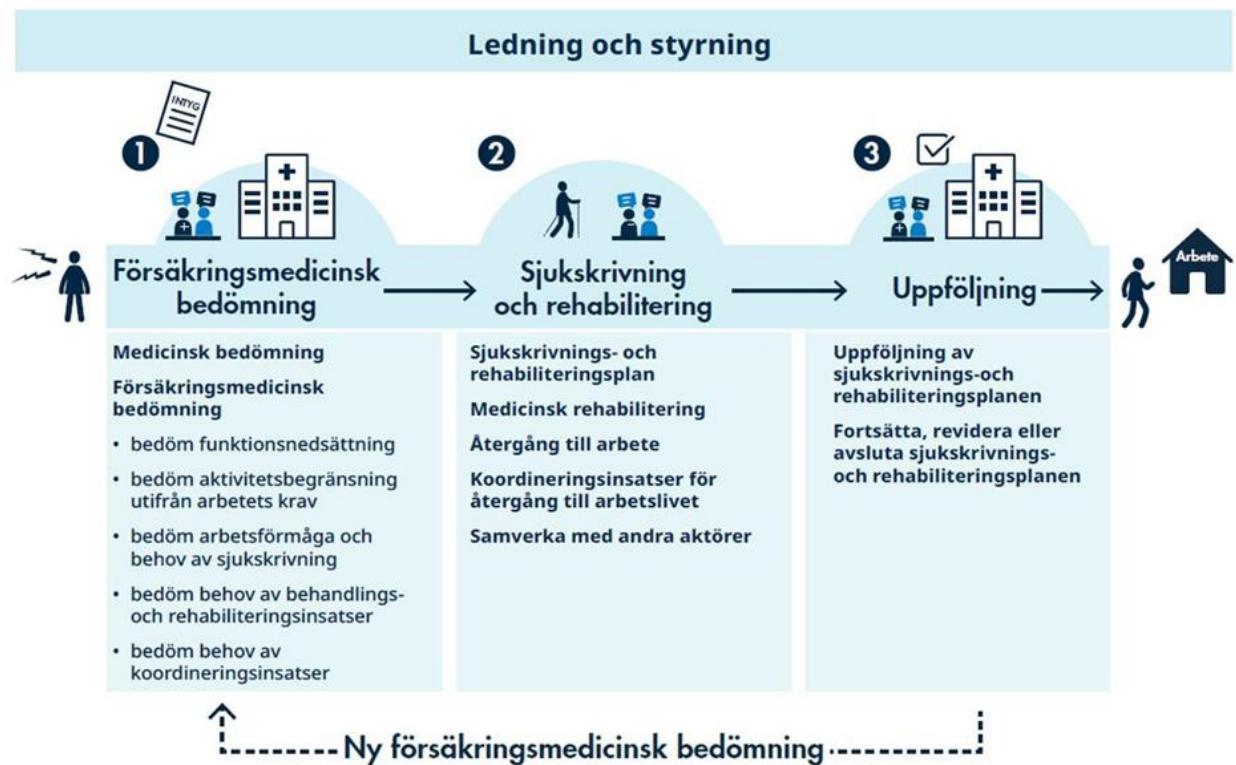 Ledning och styrning
INTYG
1
Försäkringsmedicinsk
bedömning
Medicinsk bedömning
Försäkringsmedicinsk
bedömning
• bedöm funktionsnedsättning
• bedöm aktivitetsbegränsning
utifrån arbetets krav
• bedöm arbetsförmåga och
behov av sjukskrivning
• bedöm behov av behandlings-
och rehabiliteringsinsatser
• bedöm behov av
koordineringsinsatser
2
Sjukskrivning
och rehabilitering
Sjukskrivnings- och
rehabiliteringsplan
Medicinsk rehabilitering
Återgång till arbete
Koordineringsinsatser för
återgång till arbetslivet
Samverka med andra aktörer
3
Uppföljning
Uppföljning av
sjukskrivnings-och
rehabiliteringsplanen
Fortsätta, revidera eller
avsluta sjukskrivnings-
och rehabiliteringsplanen
Arbete
Ny försäkringsmedicinsk bedömning